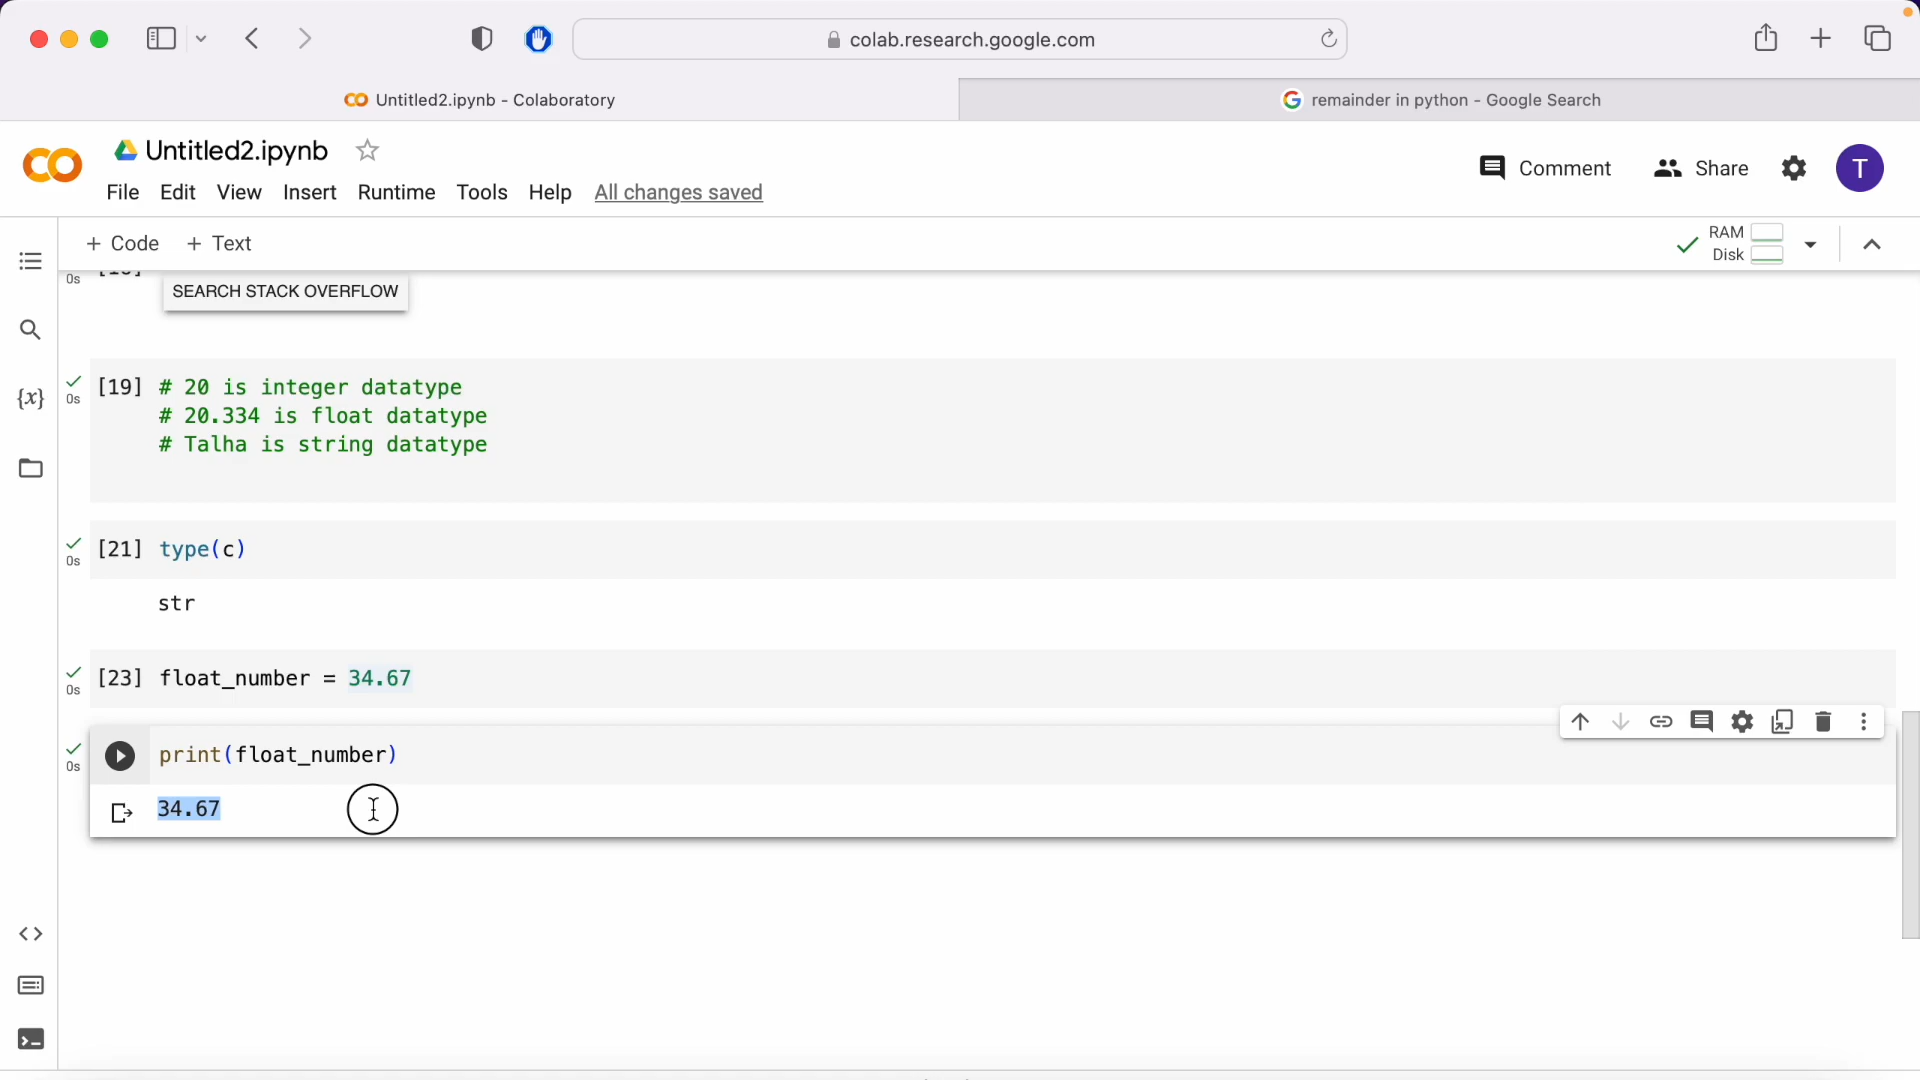 colab.research.google.com
Untitled2.ipynb - Colaboratory
remainder in python - Google Search
Untitled2.ipynb
Comment
Share
T
File Edit View Insert Runtime Tools Help All changes saved
+ Code + Text
RAM
Disk
0s
SEARCH STACK OVERFLOW
[19] # 20 is integer datatype
0s
# 20.334 is float datatype
# Talha is string datatype
{x}
[21] type(c)
0s
str
[23] float_number = 34.67
0s
print(float_number)
0s
34.67